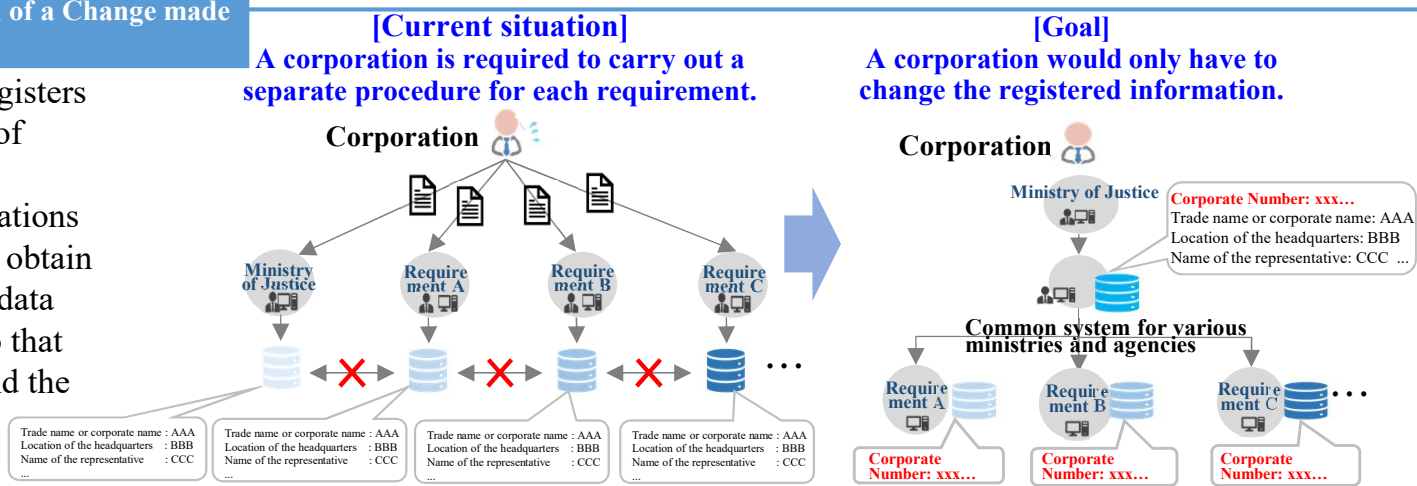 of a Change made
gisters
of
ations
obtain
data
that
d the
[Current situation]
A corporation is required to carry out a
separate procedure for each requirement.
Corporation
Ministry
of Justice
Require
ment A
Require
ment B
Require
ment C
...
Trade name or corporate name : AAA
Location of the headquarters : BBB
Name of the representative : CCC
...
Trade name or corporate name : AAA
Location of the headquarters : BBB
Name of the representative : CCC
...
Trade name or corporate name : AAA
Location of the headquarters : BBB
Name of the representative : CCC
...
Trade name or corporate name : AAA
Location of the headquarters : BBB
Name of the representative : CCC
...
[Goal]
A corporation would only have to
change the registered information.
Corporation
Ministry of Justice
Corporate Number: xxx...
Trade name or corporate name: AAA
Location of the headquarters: BBB
Name of the representative: CCC ...
Common system for various
ministries and agencies
Require
ment A
Require
ment B
Require
ment C
...
Corporate
Number: xxx...
Corporate
Number: xxx...
Corporate
Number: xxx...